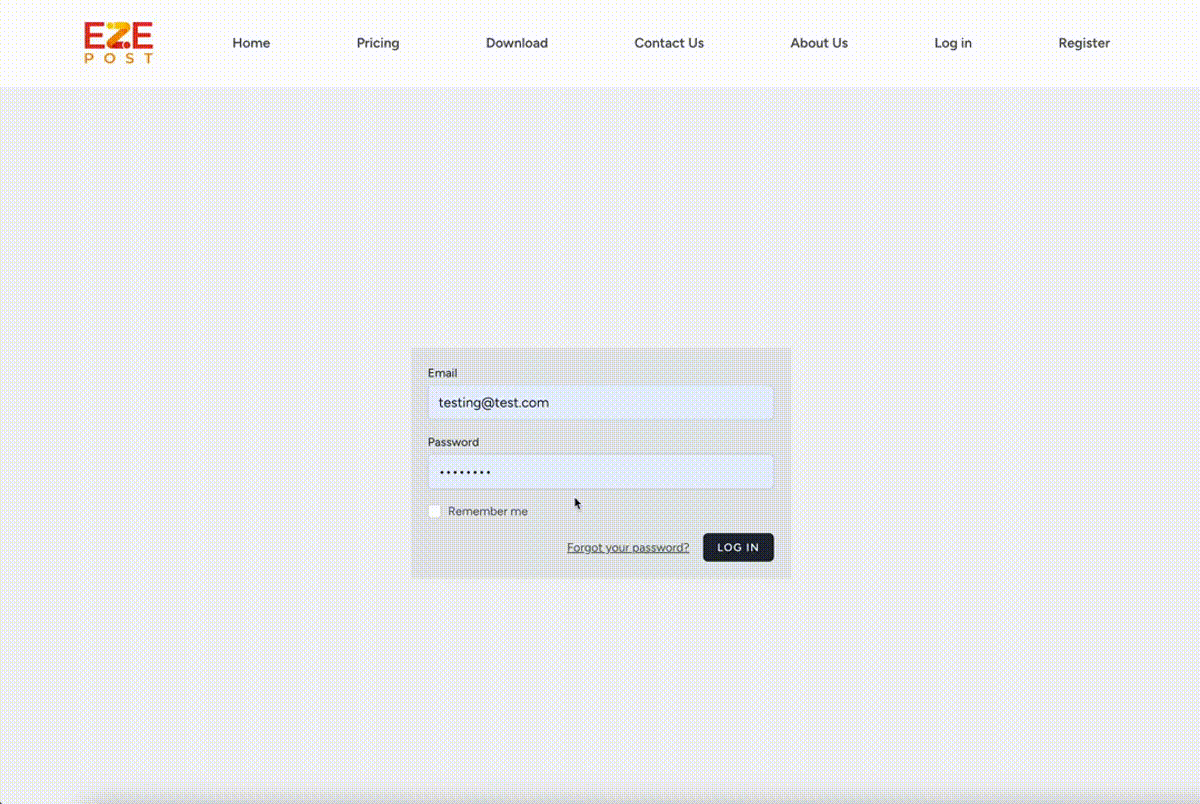 EZE
POST
Home Pricing Download Contact Us About Us Log in Register
Email
testing@test.com
Password
••••••••
Remember me
Forgot your password? LOG IN